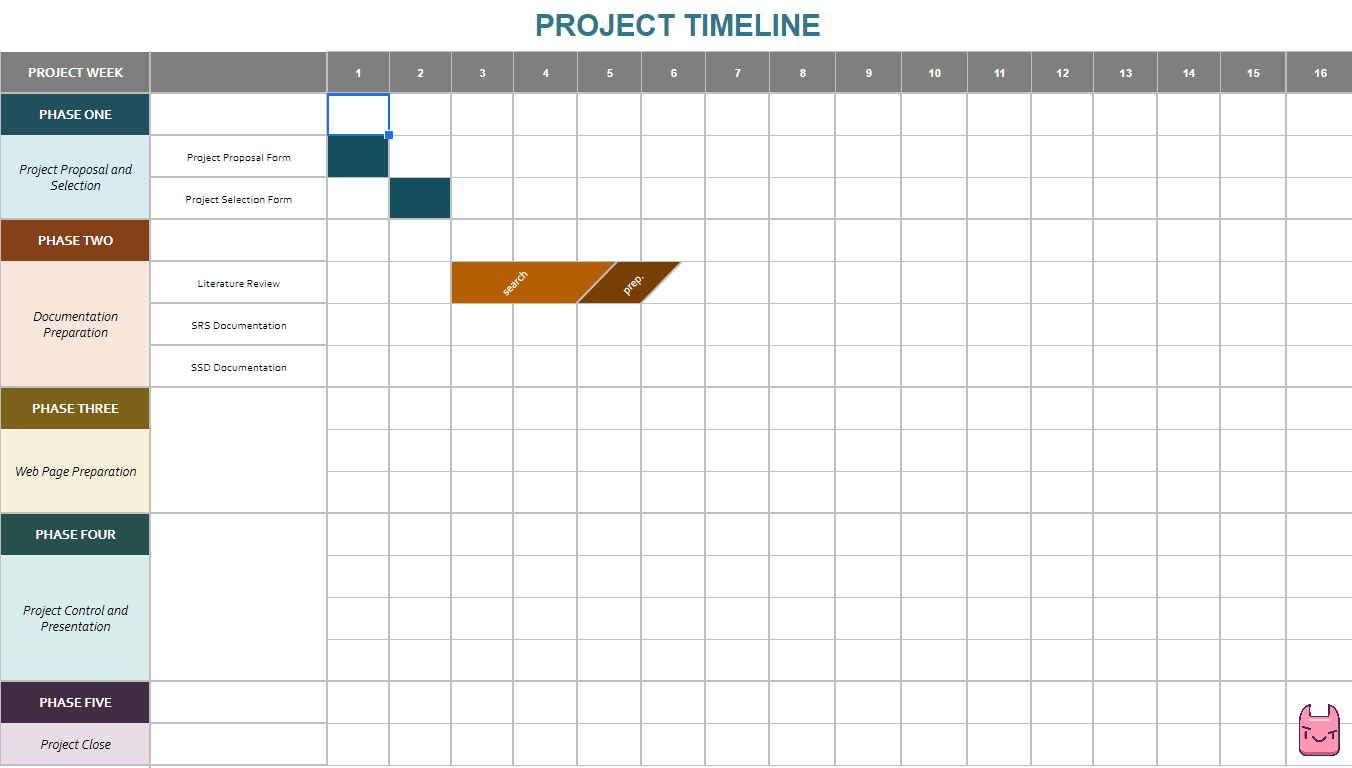 PROJECT TIMELINE
PROJECT WEEK 1 2 3 4 5 6 7 8 9 10 11 12 13 14 15 16
PHASE ONE
Project Proposal and
Selection
Project Proposal Form
Project Selection Form
PHASE TWO
Documentation
Preparation
Literature Review
search
prep.
SRS Documentation
SSD Documentation
PHASE THREE
Web Page Preparation
PHASE FOUR
Project Control and
Presentation
PHASE FIVE
Project Close